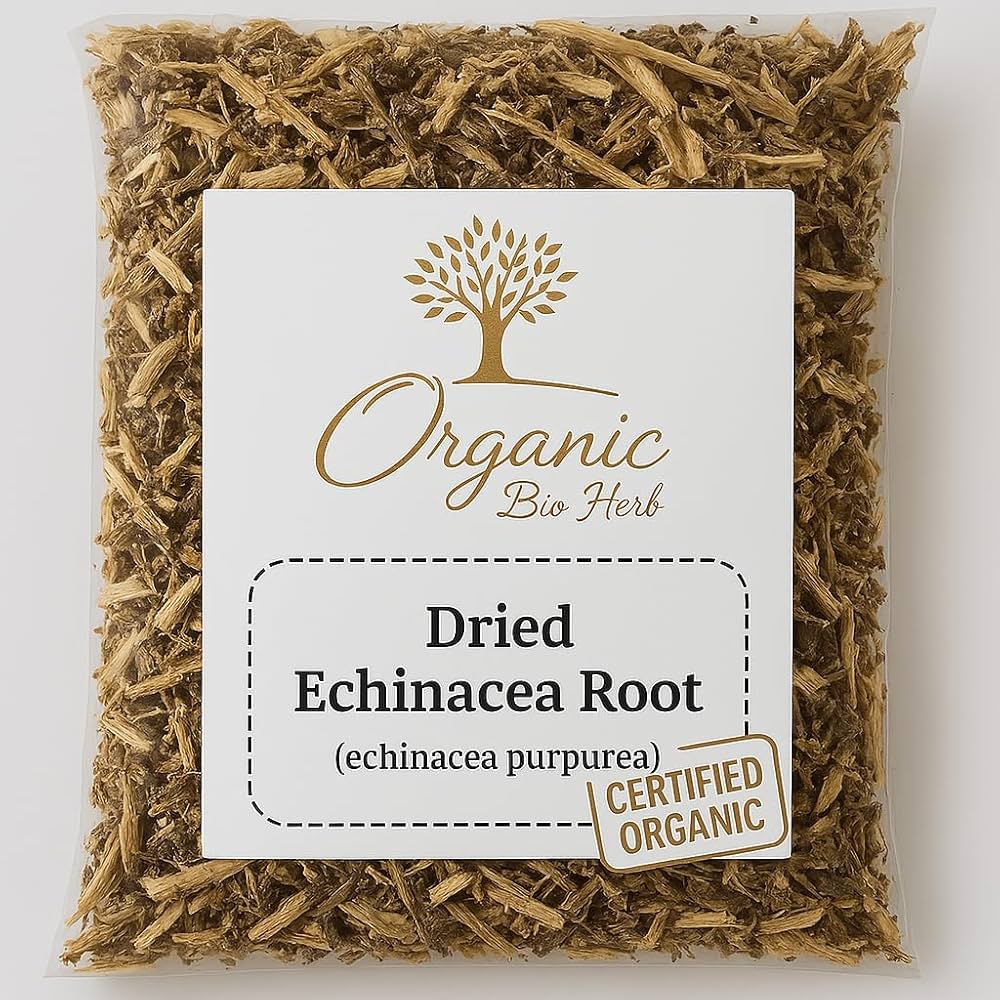 Organic
Bio Herb
Dried
Echinacea Root
(echinacea purpurea)
CERTIFIED
ORGANIC